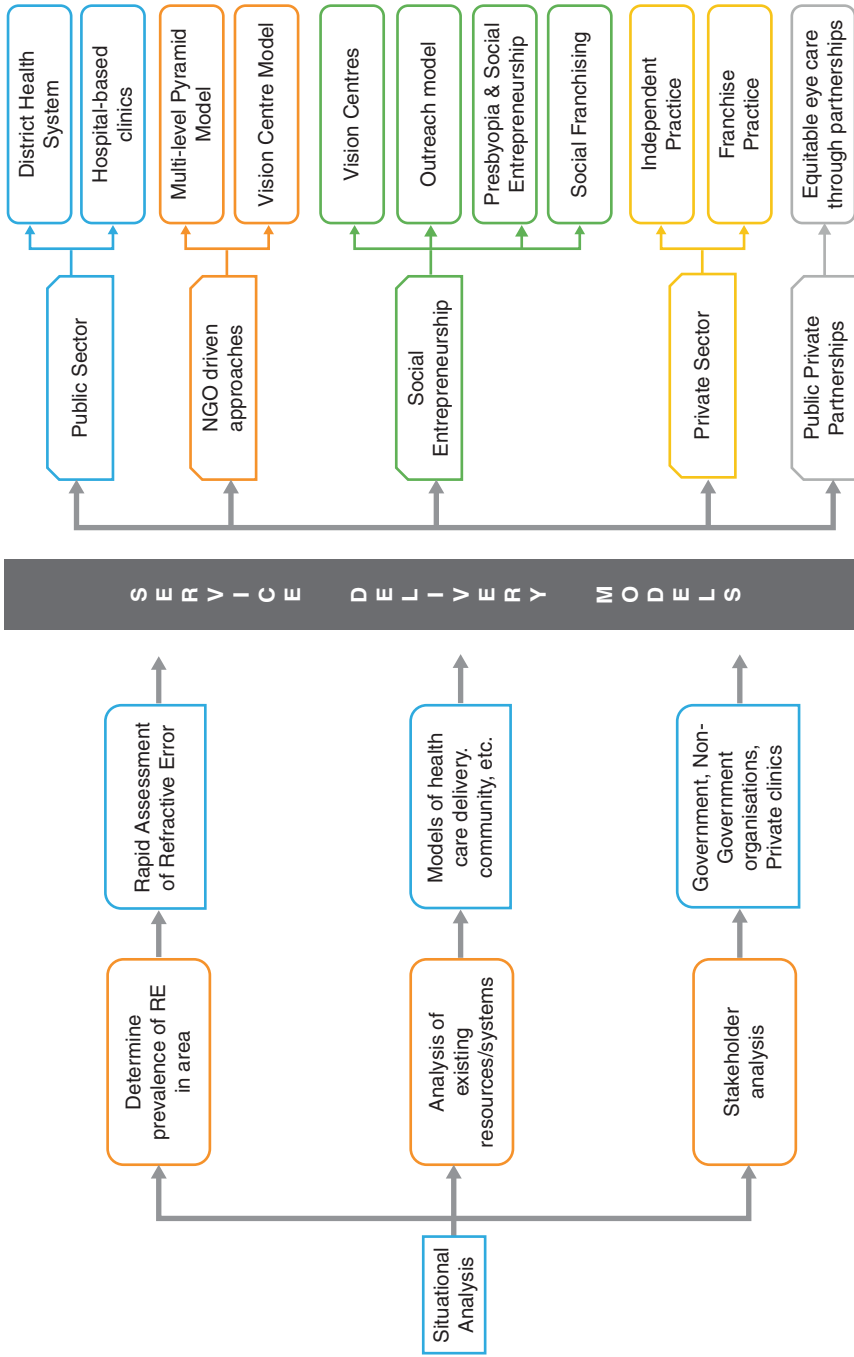 Situational
Analysis
Determine
prevalence of RE
in area
Analysis of
existing
resources/systems
Stakeholder
analysis
Rapid Assessment
of Refractive Error
Models of health
care delivery.
community, etc.
Government, Non-
Government
organisations,
Private clinics
SERVICE DELIVERY MODELS
Public Sector
NGO driven
approaches
Social
Entrepreneurship
Private Sector
Public Private
Partnerships
District Health
System
Hospital-based
clinics
Multi-level Pyramid
Model
Vision Centre Model
Vision Centres
Outreach model
Presbyopia & Social
Entrepreneurship
Social Franchising
Independent
Practice
Franchise
Practice
Equitable eye care
through partnerships